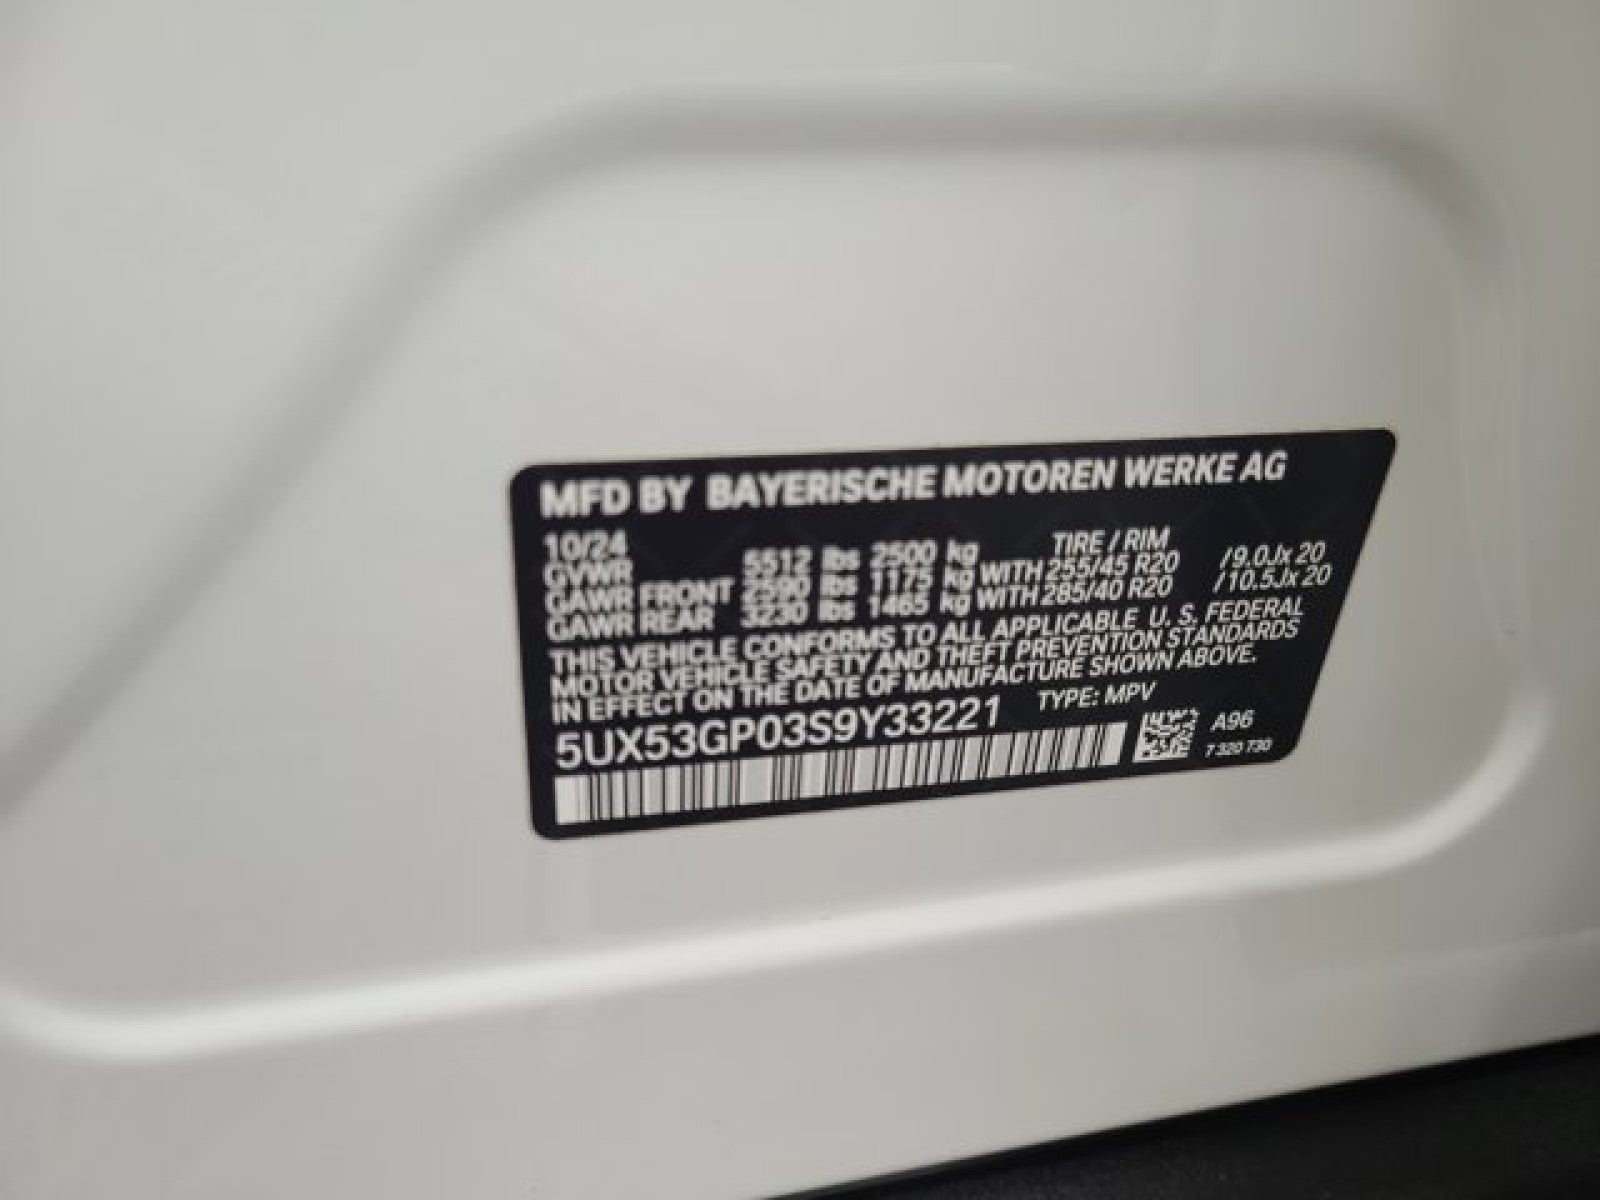 MFD BY BAYERISCHE MOTOREN WERKE AG
10/24 TIRE / RIM
GVWR 5512 lbs 2500 kg
GAWR FRONT 2590 lbs 1175 kg WITH 255/45 R20 /9.0Jx 20
GAWR REAR 3230 lbs 1465 kg WITH 285/40 R20 /10.5Jx 20
THIS VEHICLE CONFORMS TO ALL APPLICABLE U. S. FEDERAL
MOTOR VEHICLE SAFETY AND THEFT PREVENTION STANDARDS
IN EFFECT ON THE DATE OF MANUFACTURE SHOWN ABOVE.
5UX53GP03S9Y33221 TYPE: MPV
A96
7 320 730